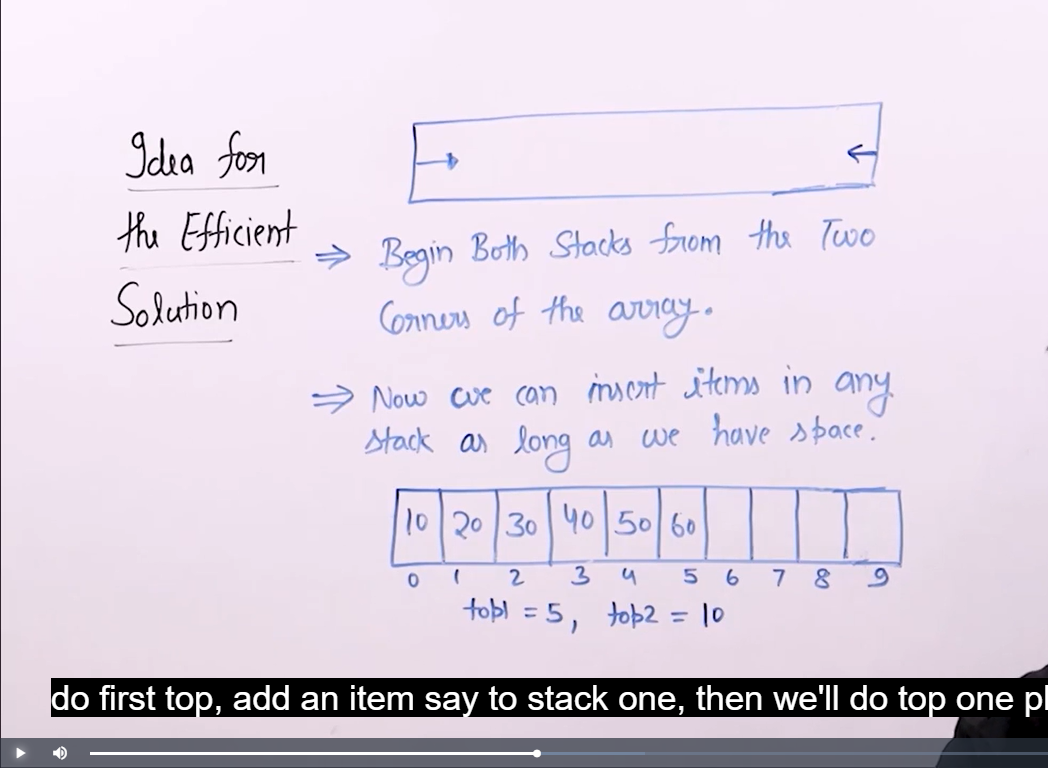 Idea for
the Efficient
Solution
⇒ Begin Both Stacks from the Two
Corners of the array.
⇒ Now we can insert items in any
stack as long as we have space.
10 20 30 40 50 60
0 1 2 3 4 5 6 7 8 9
top1 = 5, top2 = 10
do first top, add an item say to stack one, then we'll do top one pl